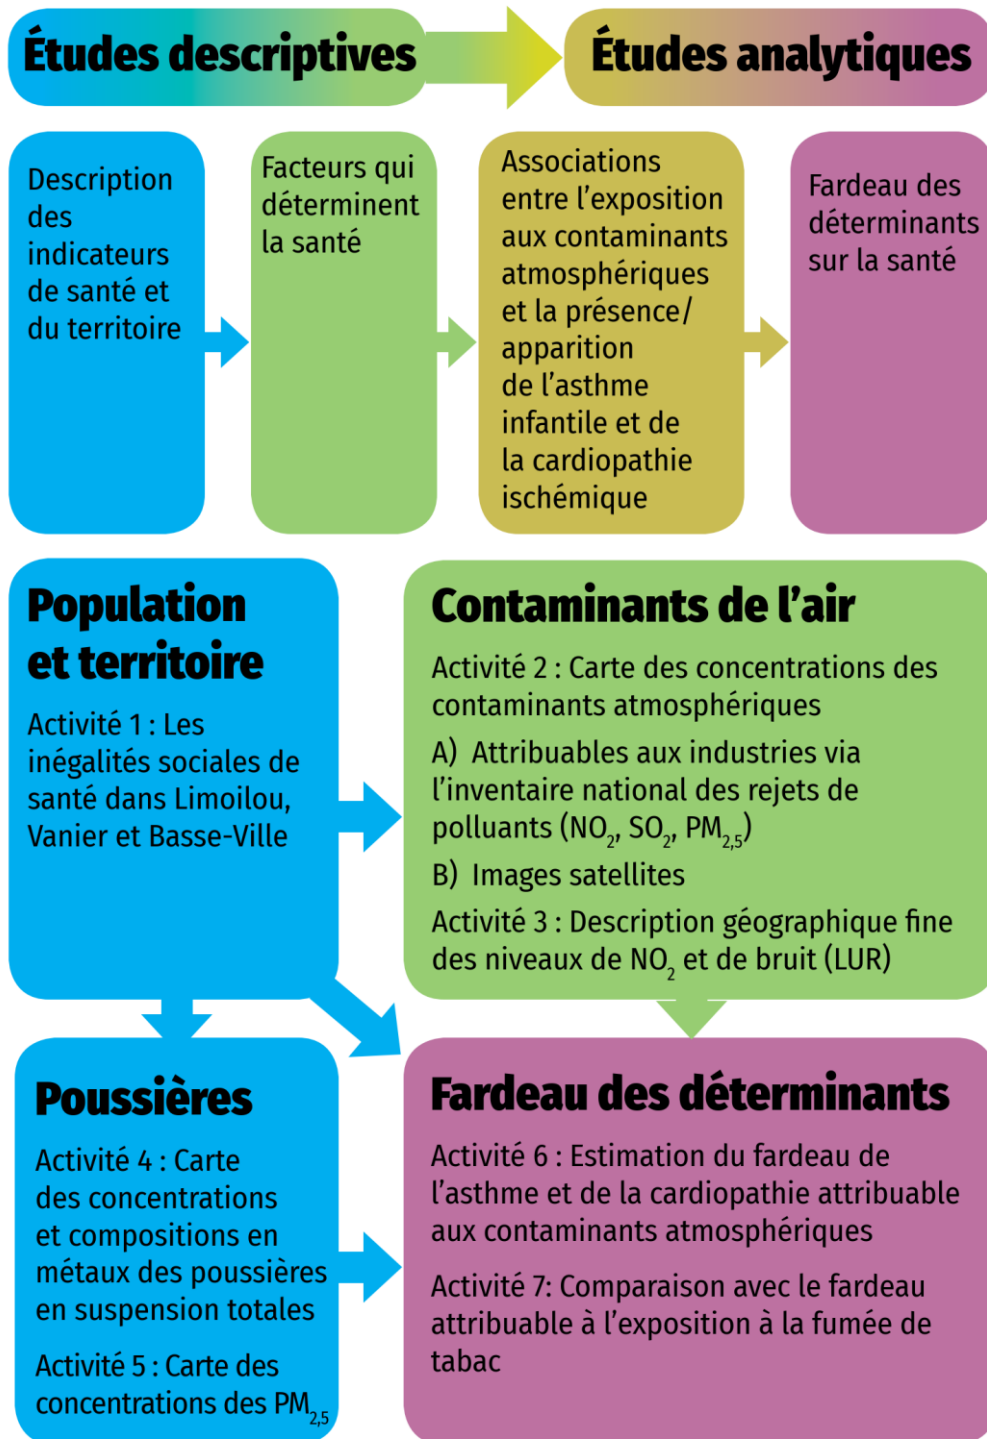 Études descriptives
Études analytiques
Description
des
indicateurs
de santé et
du territoire
Facteurs qui
déterminent
la santé
Associations
entre l’exposition
aux contaminants
atmosphériques
et la présence/
apparition
de l’asthme
infantile et de
la cardiopathie
ischémique
Fardeau des
déterminants
sur la santé
Population
et territoire
Activité 1 : Les
inégalités sociales de
santé dans Limoilou,
Vanier et Basse-Ville
Contaminants de l’air
Activité 2 : Carte des concentrations des
contaminants atmosphériques
A) Attribuables aux industries via
l’inventaire national des rejets de
polluants (NO₂, SO₂, PM₂,₅)
B) Images satellites
Activité 3 : Description géographique fine
des niveaux de NO₂ et de bruit (LUR)
Poussières
Activité 4 : Carte
des concentrations
et compositions en
métaux des poussières
en suspension totales
Activité 5 : Carte des
concentrations des PM₂,₅
Fardeau des déterminants
Activité 6 : Estimation du fardeau de
l’asthme et de la cardiopathie attribuable
aux contaminants atmosphériques
Activité 7: Comparaison avec le fardeau
attribuable à l’exposition à la fumée de
tabac